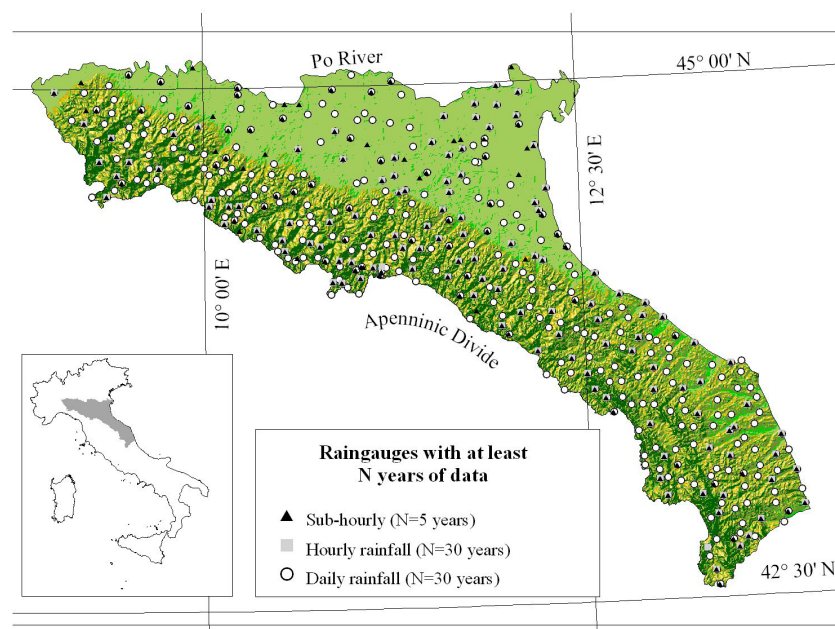 Po River
45° 00' N
12° 30' E
10° 00' E
Apenninic Divide
Raingauges with at least
N years of data
Sub-hourly (N=5 years)
Hourly rainfall (N=30 years)
Daily rainfall (N=30 years)
42° 30' N